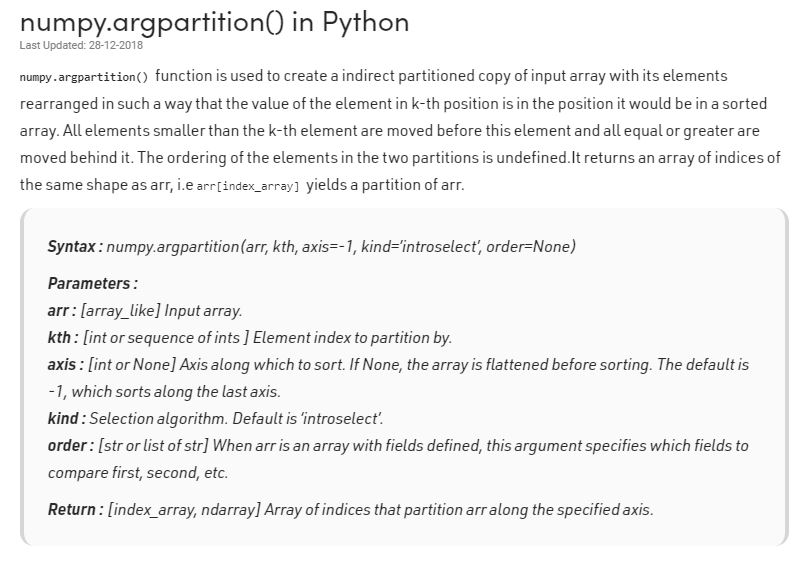 numpy.argpartition() in Python
Last Updated: 28-12-2018
numpy.argpartition() function is used to create a indirect partitioned copy of input array with its elements
rearranged in such a way that the value of the element in k-th position is in the position it would be in a sorted
array. All elements smaller than the k-th element are moved before this element and all equal or greater are
moved behind it. The ordering of the elements in the two partitions is undefined.It returns an array of indices of
the same shape as arr, i.e arr[index_array] yields a partition of arr.
Syntax : numpy.argpartition(arr, kth, axis=-1, kind=’introselect’, order=None)
Parameters :
arr : [array_like] Input array.
kth : [int or sequence of ints ] Element index to partition by.
axis : [int or None] Axis along which to sort. If None, the array is flattened before sorting. The default is
-1, which sorts along the last axis.
kind : Selection algorithm. Default is ‘introselect’.
order : [str or list of str] When arr is an array with fields defined, this argument specifies which fields to
compare first, second, etc.
Return : [index_array, ndarray] Array of indices that partition arr along the specified axis.